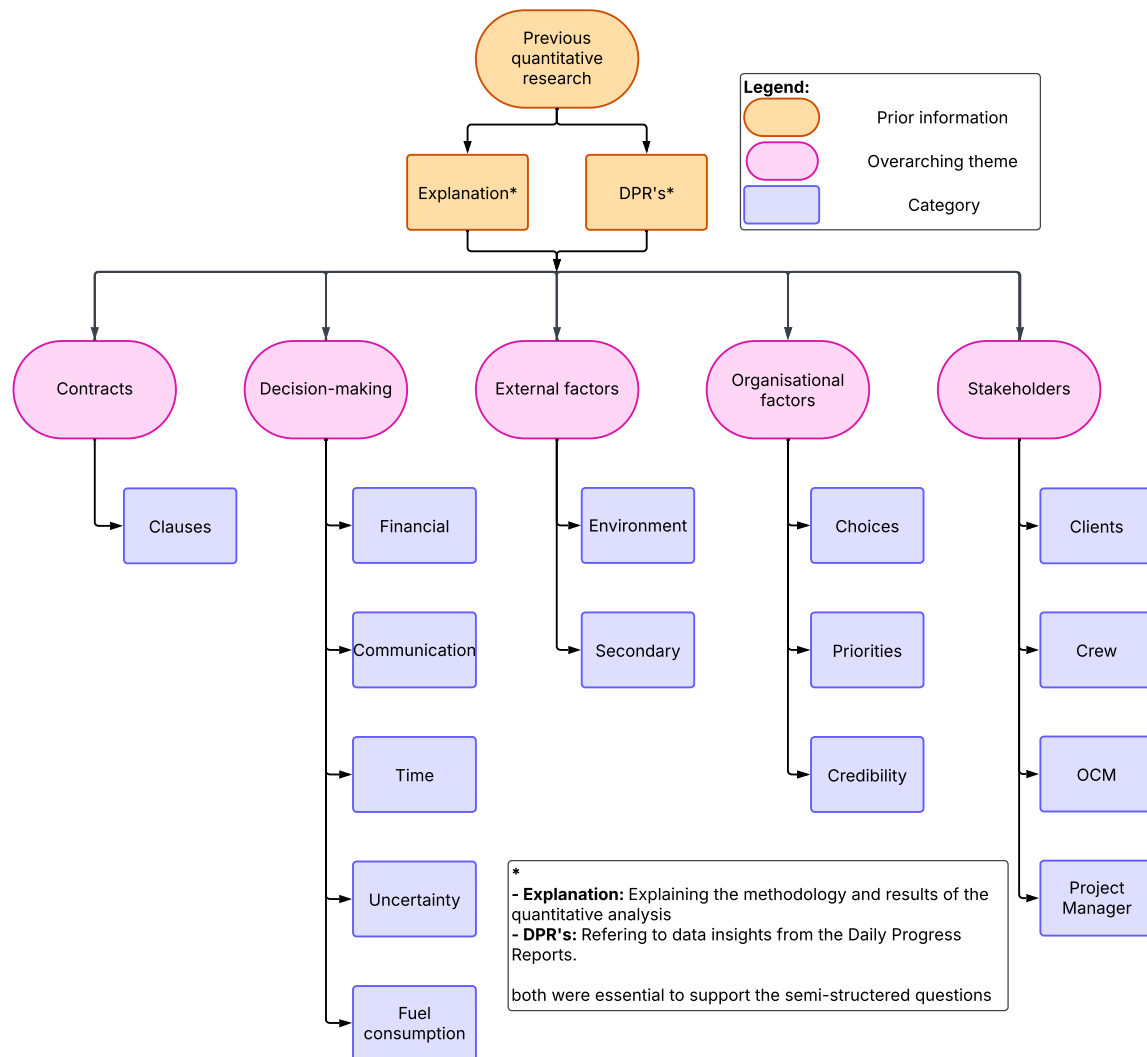 Previous
quantitative
research
Legend:
Prior information
Overarching theme
Category
Explanation*
DPR's*
Contracts
Decision-making
External factors
Organisational
factors
Stakeholders
Clauses
Financial
Environment
Choices
Clients
Communication
Secondary
Priorities
Crew
Time
Credibility
OCM
Uncertainty
Project
Manager
*
- Explanation: Explaining the methodology and results of the
quantitative analysis
- DPR's: Refering to data insights from the Daily Progress
Reports.
both were essential to support the semi-structered questions
Fuel
consumption